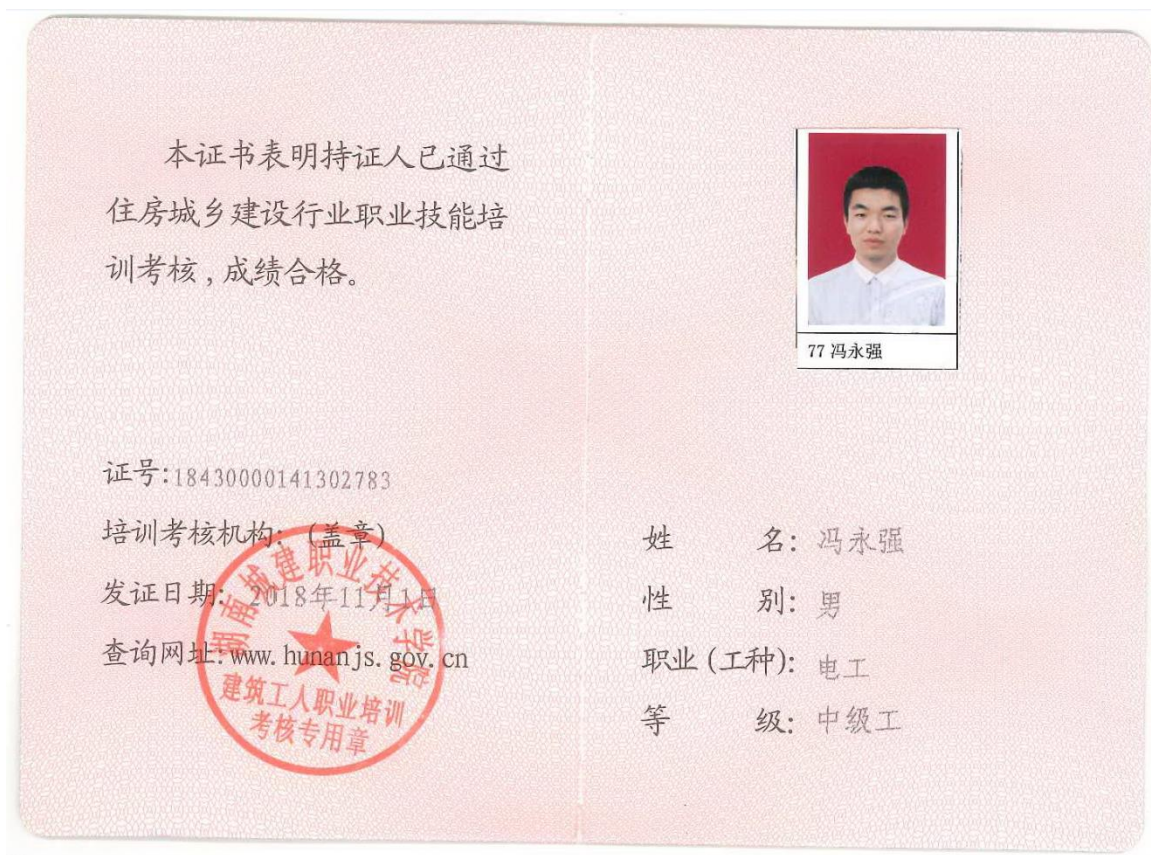 本证书表明持证人已通过
住房城乡建设行业职业技能培
训考核,成绩合格。
证号:18430000141302783
培训考核机构:(盖章)
发证日期: 2018年11月1日
查询网址:www.hunanjs.gov.cn
湖南城建职业技术学院
建筑工人职业培训
考核专用章
77 冯永强
姓 名: 冯永强
性 别: 男
职业(工种): 电工
等 级: 中级工